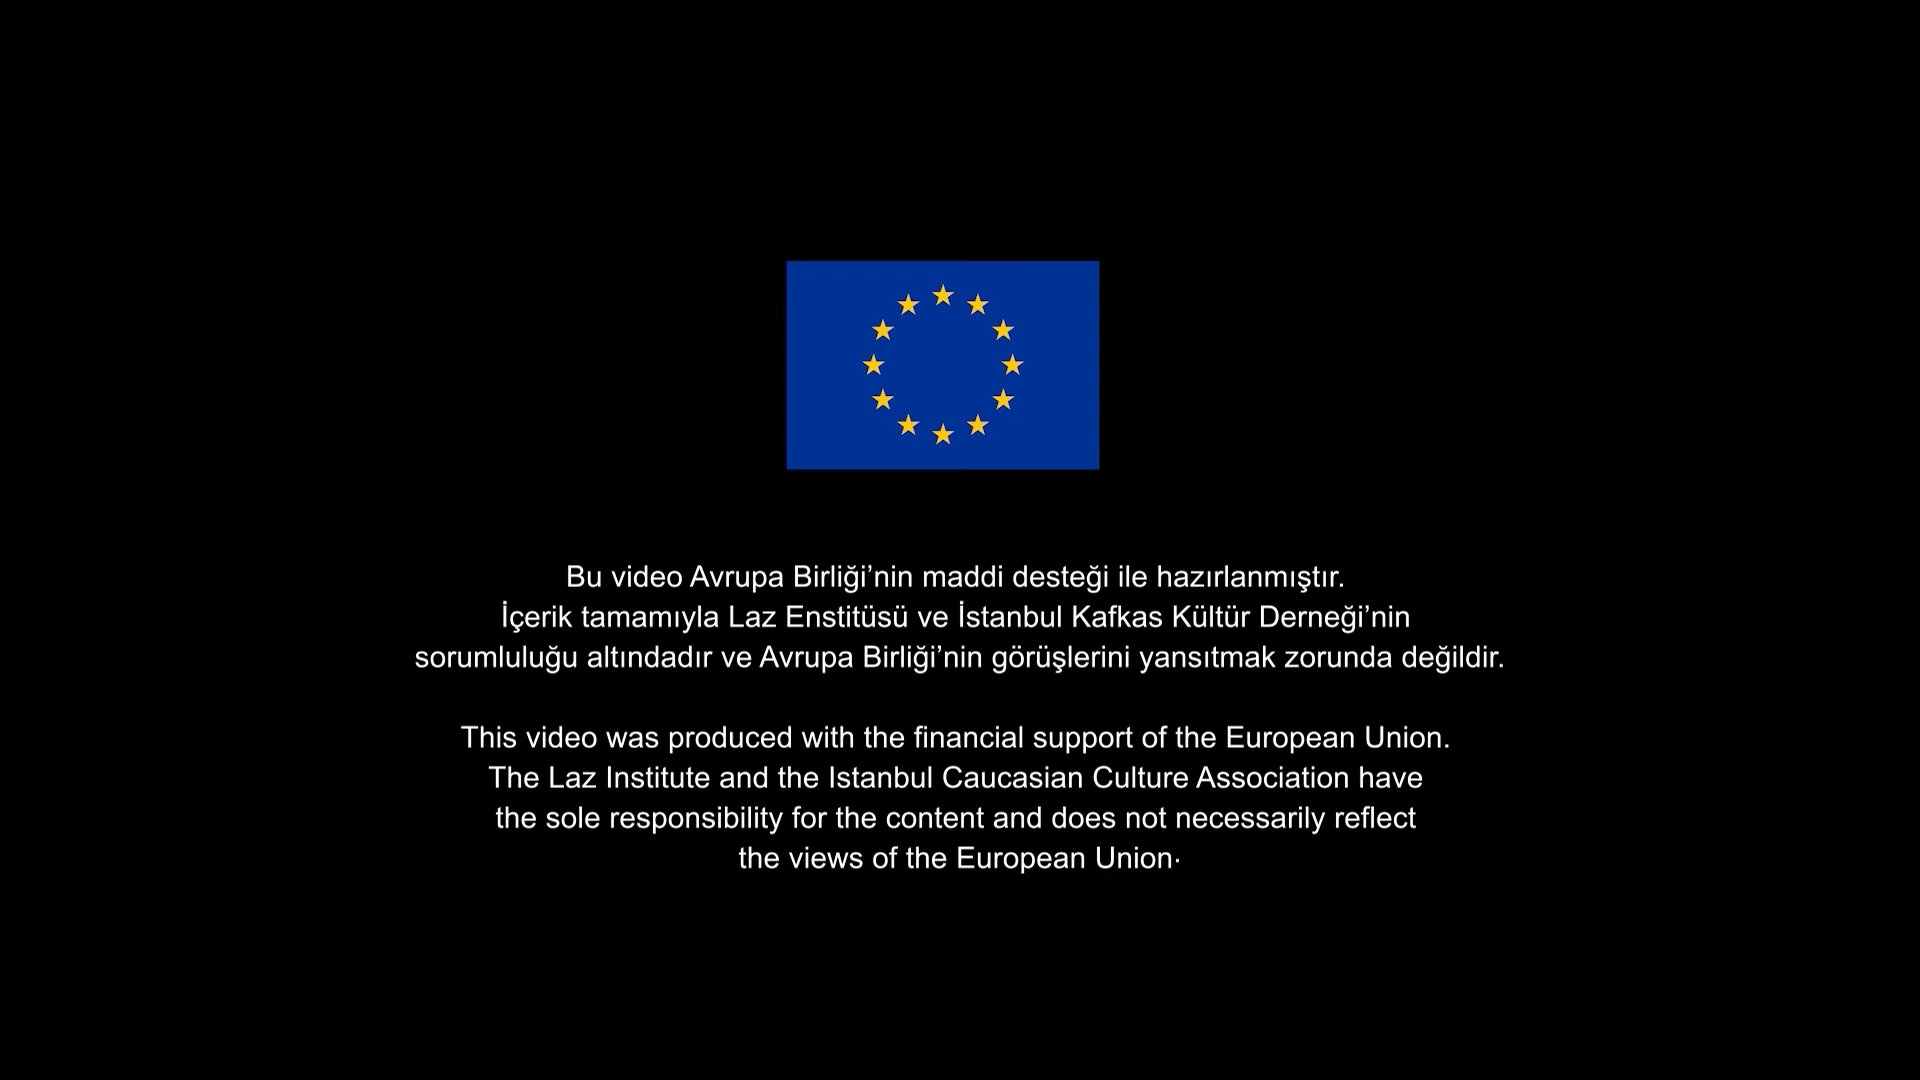 Bu video Avrupa Birliği’nin maddi desteği ile hazırlanmıştır.
İçerik tamamıyla Laz Enstitüsü ve İstanbul Kafkas Kültür Derneği’nin
sorumluluğu altındadır ve Avrupa Birliği’nin görüşlerini yansıtmak zorunda değildir.
This video was produced with the financial support of the European Union.
The Laz Institute and the Istanbul Caucasian Culture Association have
the sole responsibility for the content and does not necessarily reflect
the views of the European Union·